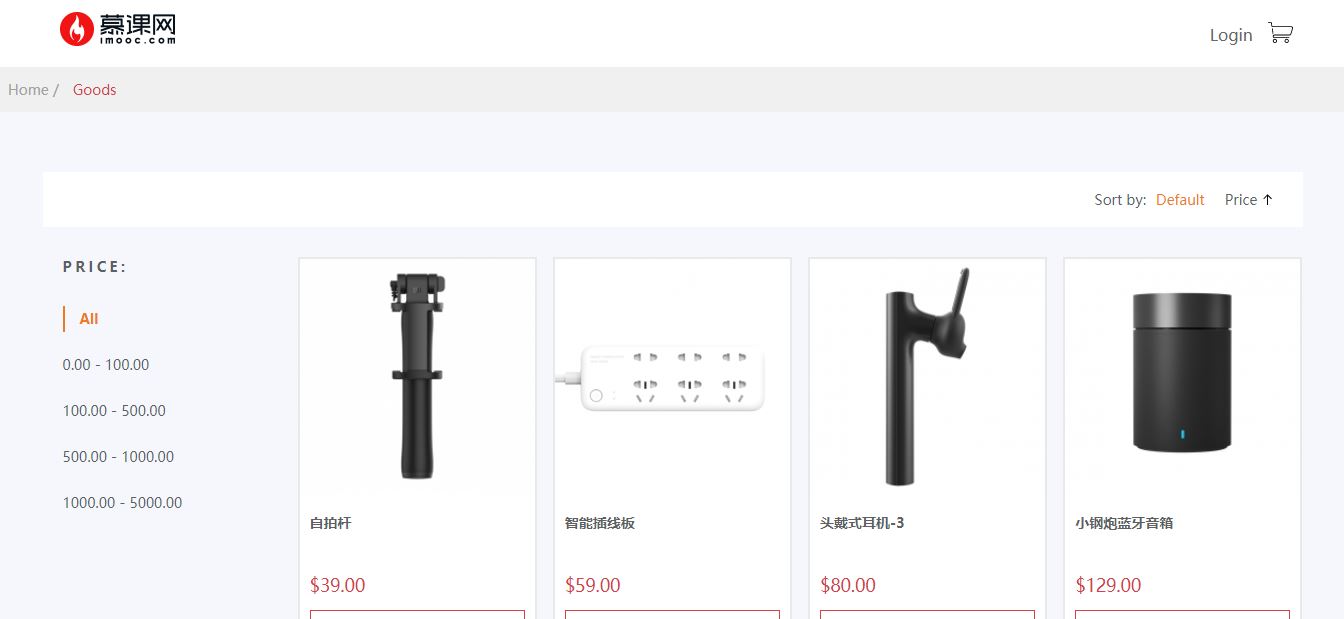 慕课网
imooc.com
Login
Home / Goods
Sort by: Default Price ↑
PRICE:
All
0.00 - 100.00
100.00 - 500.00
500.00 - 1000.00
1000.00 - 5000.00
自拍杆
智能插线板
头戴式耳机-3
小钢炮蓝牙音箱
$39.00
$59.00
$80.00
$129.00